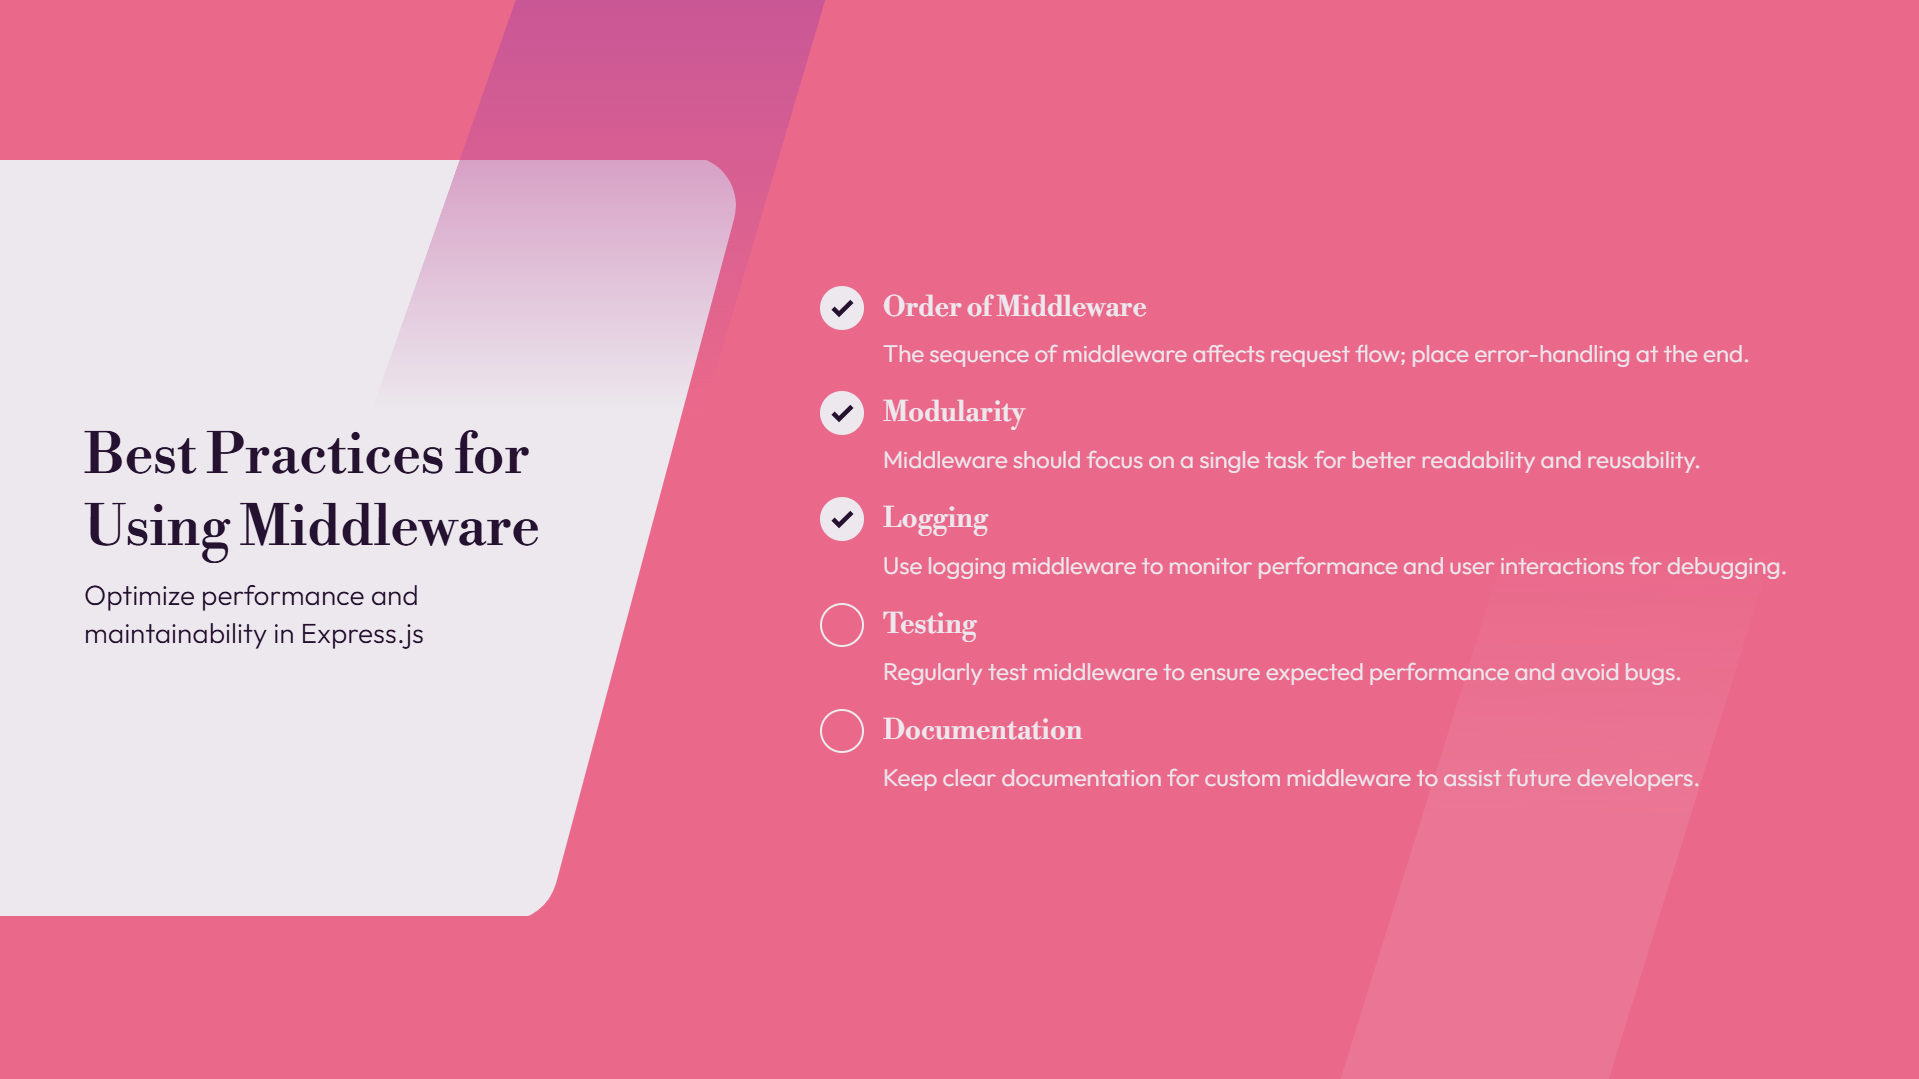 Best Practices for
Using Middleware
Optimize performance and
maintainability in Express.js
Order of Middleware
The sequence of middleware affects request flow; place error-handling at the end.
Modularity
Middleware should focus on a single task for better readability and reusability.
Logging
Use logging middleware to monitor performance and user interactions for debugging.
Testing
Regularly test middleware to ensure expected performance and avoid bugs.
Documentation
Keep clear documentation for custom middleware to assist future developers.